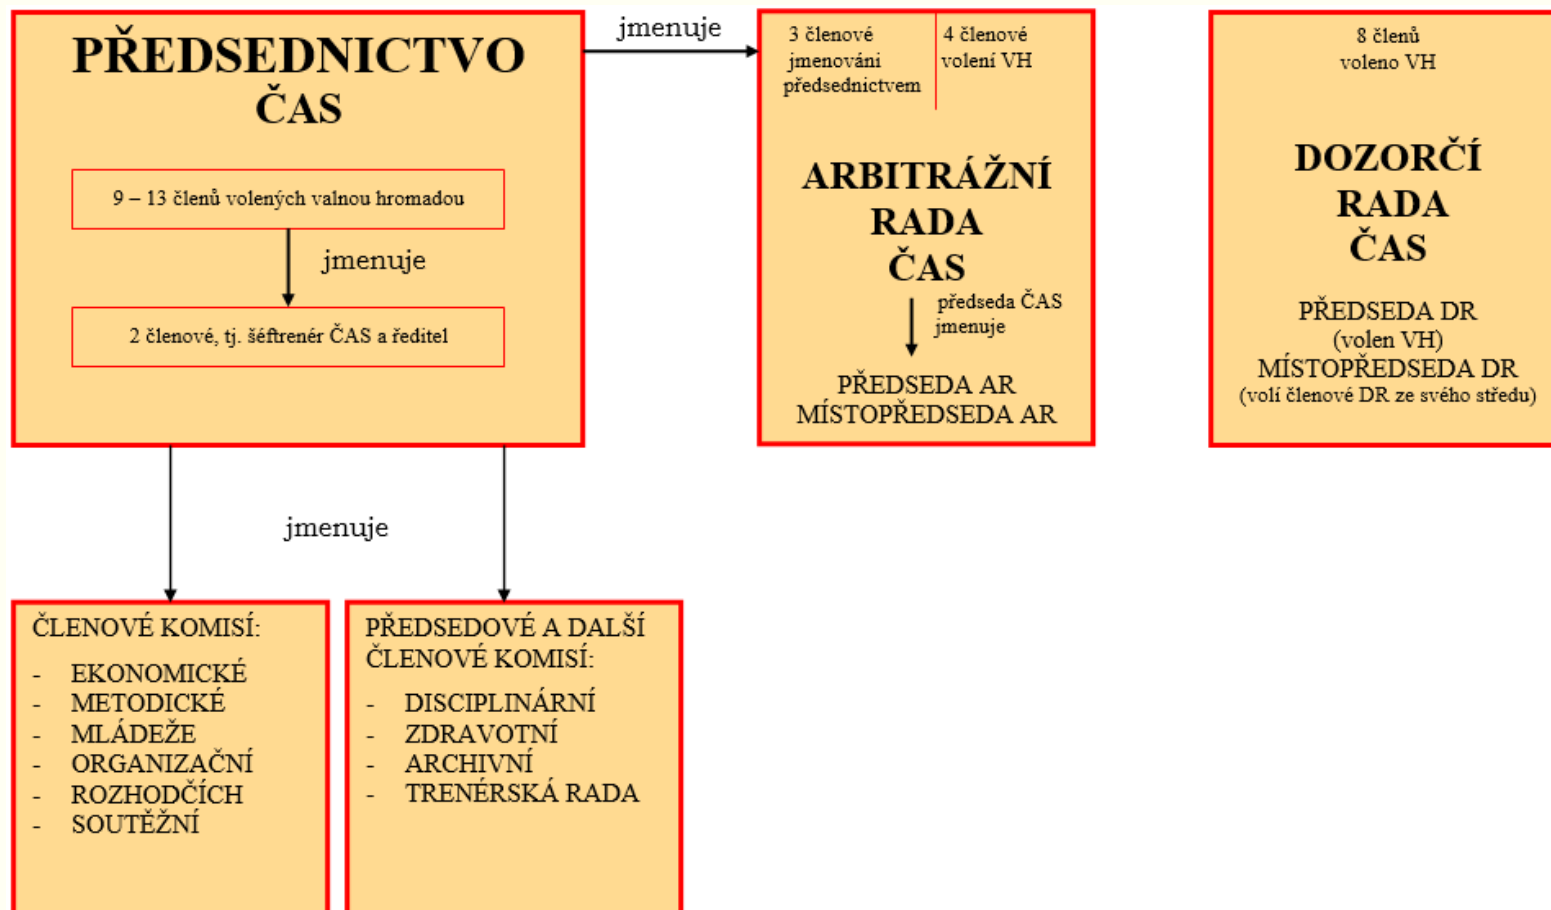 PŘEDSEDNICTVO
ČAS
9 – 13 členů volených valnou hromadou
jmenuje
2 členové, tj. šéftrenér ČAS a ředitel
jmenuje
3 členové
jmenováni
předsednictvem
4 členové
volení VH
ARBITRÁŽNÍ
RADA
ČAS
předseda ČAS
jmenuje
PŘEDSEDA AR
MÍSTOPŘEDSEDA AR
8 členů
voleno VH
DOZORČÍ
RADA
ČAS
PŘEDSEDA DR
(volen VH)
MÍSTOPŘEDSEDA DR
(volí členové DR ze svého středu)
jmenuje
ČLENOVÉ KOMISÍ:
- EKONOMICKÉ
- METODICKÉ
- MLÁDEŽE
- ORGANIZAČNÍ
- ROZHODČÍCH
- SOUTĚŽNÍ
PŘEDSEDOVÉ A DALŠÍ
ČLENOVÉ KOMISÍ:
- DISCIPLINÁRNÍ
- ZDRAVOTNÍ
- ARCHIVNÍ
- TRENÉRSKÁ RADA